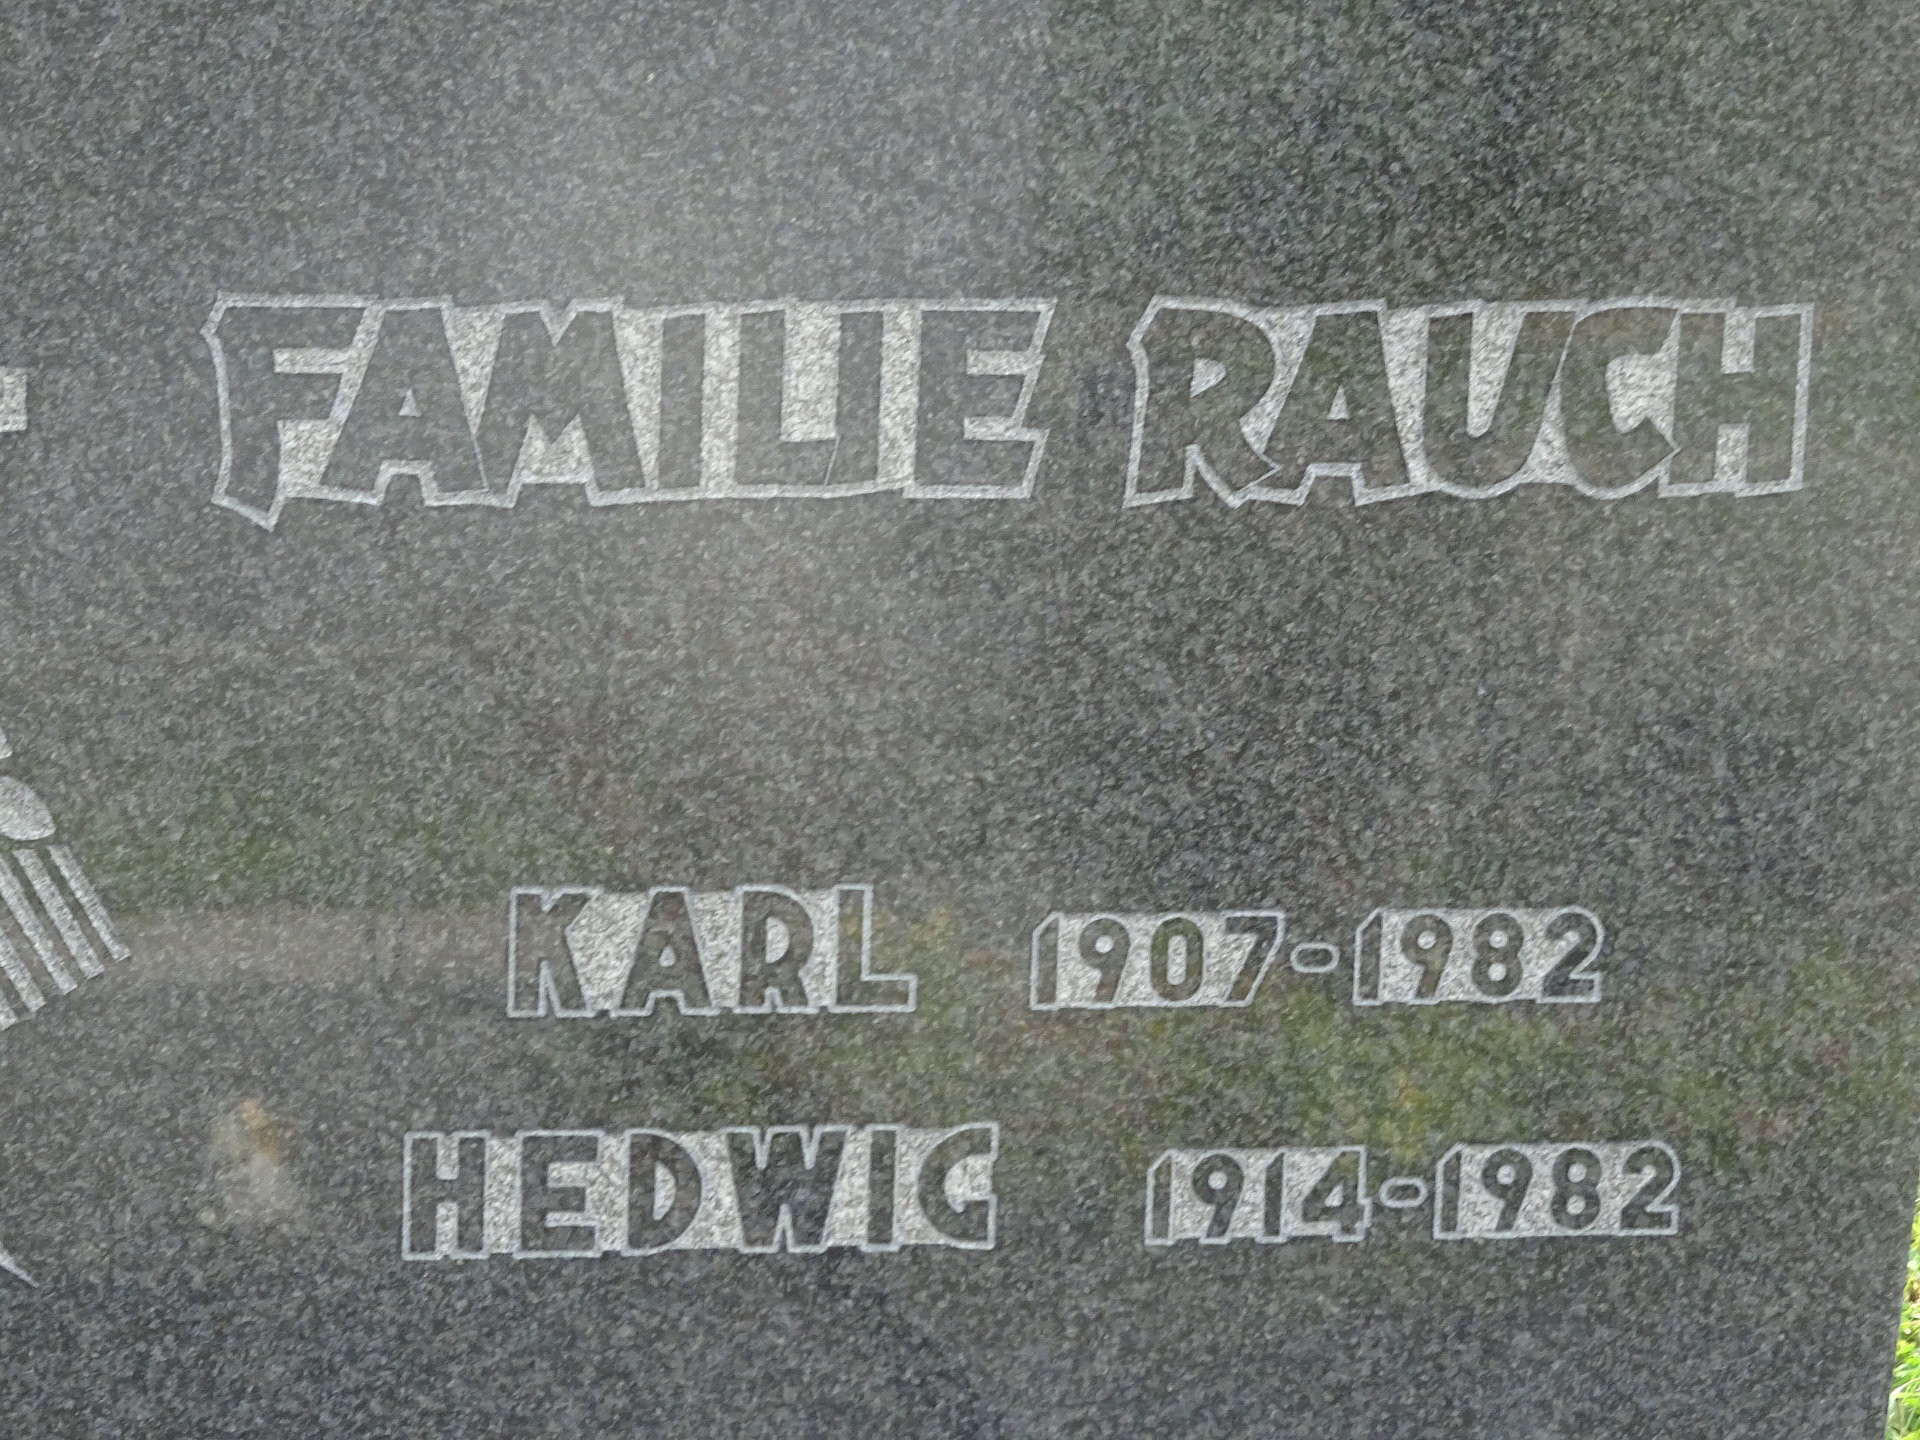 FAMILIE RAUCH
KARL 1907-1982
HEDWIG 1914-1982